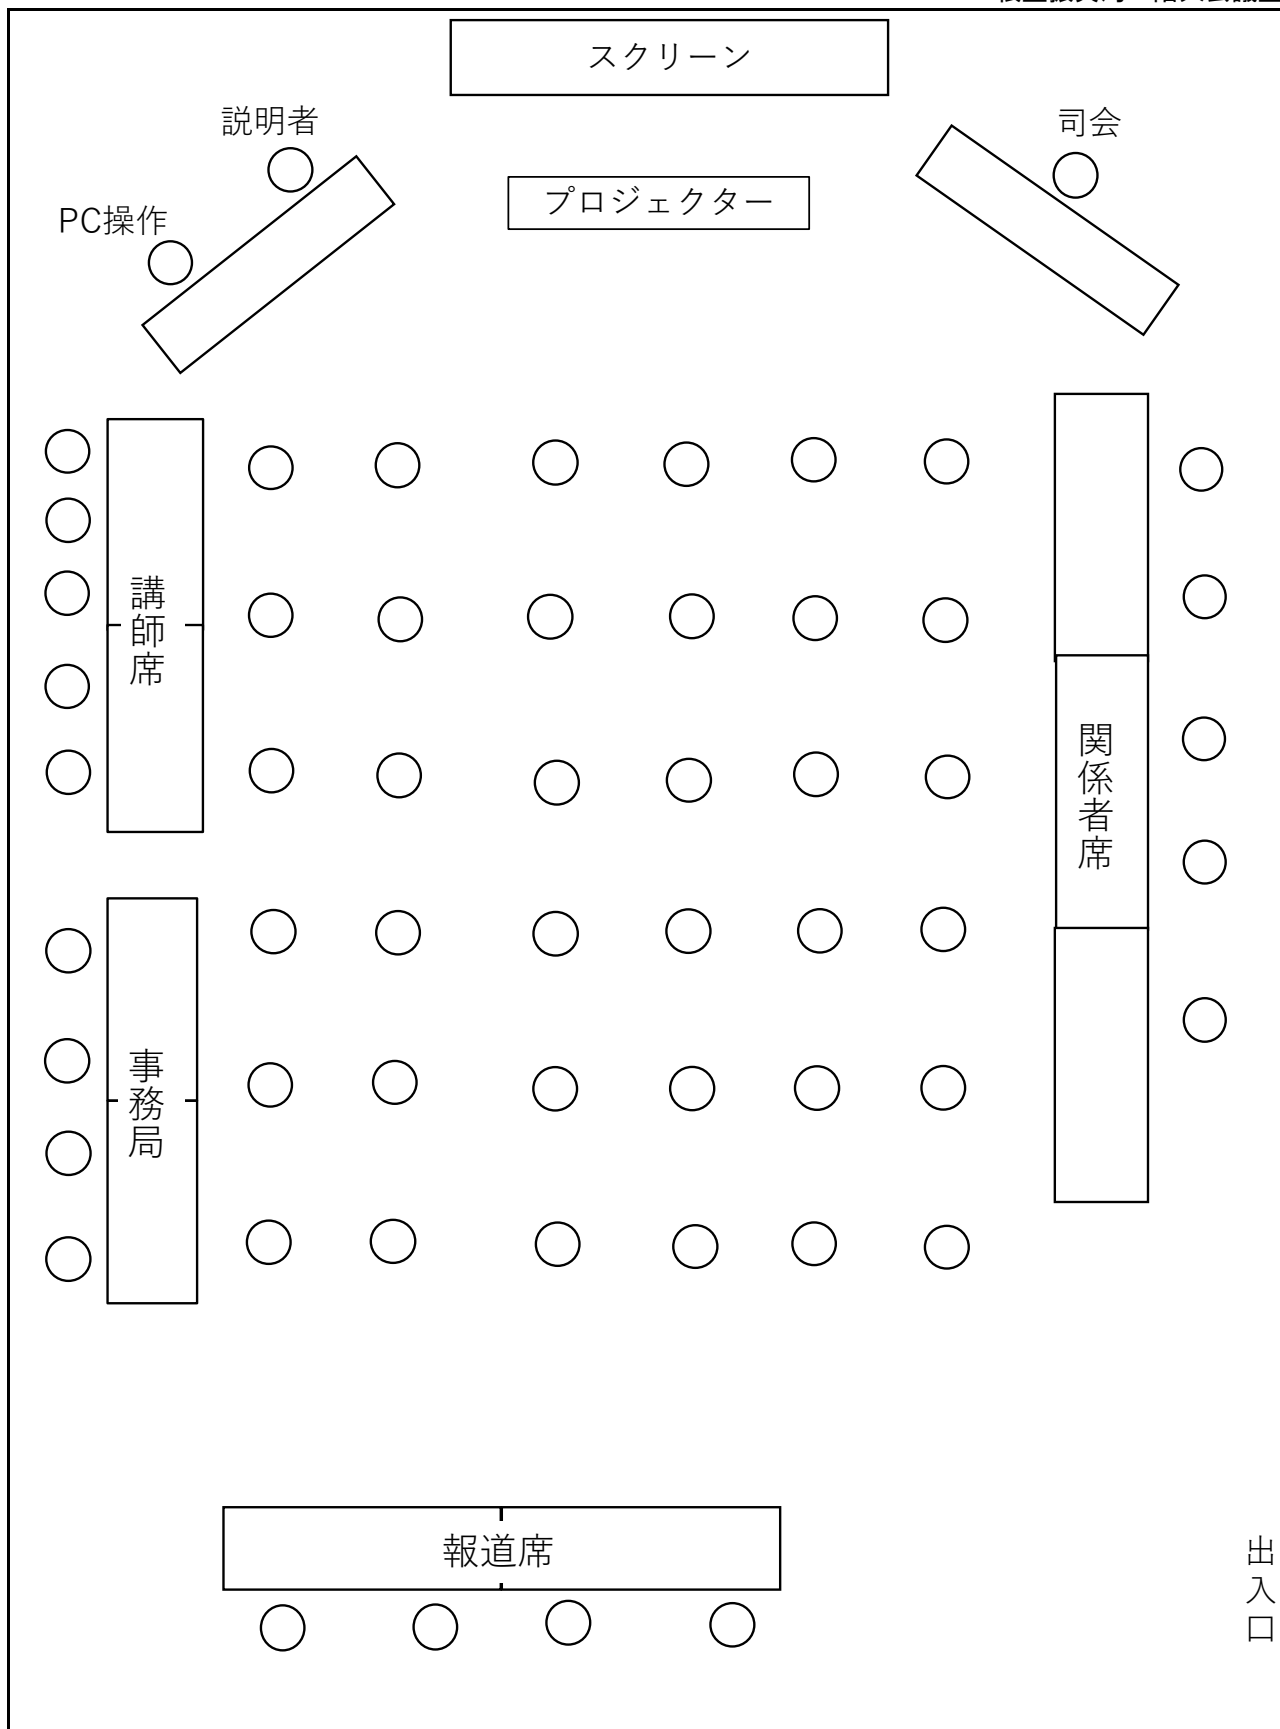 スクリーン
説明者
司会
プロジェクター
PC操作
講師席
関係者席
事務局
報道席
出入口